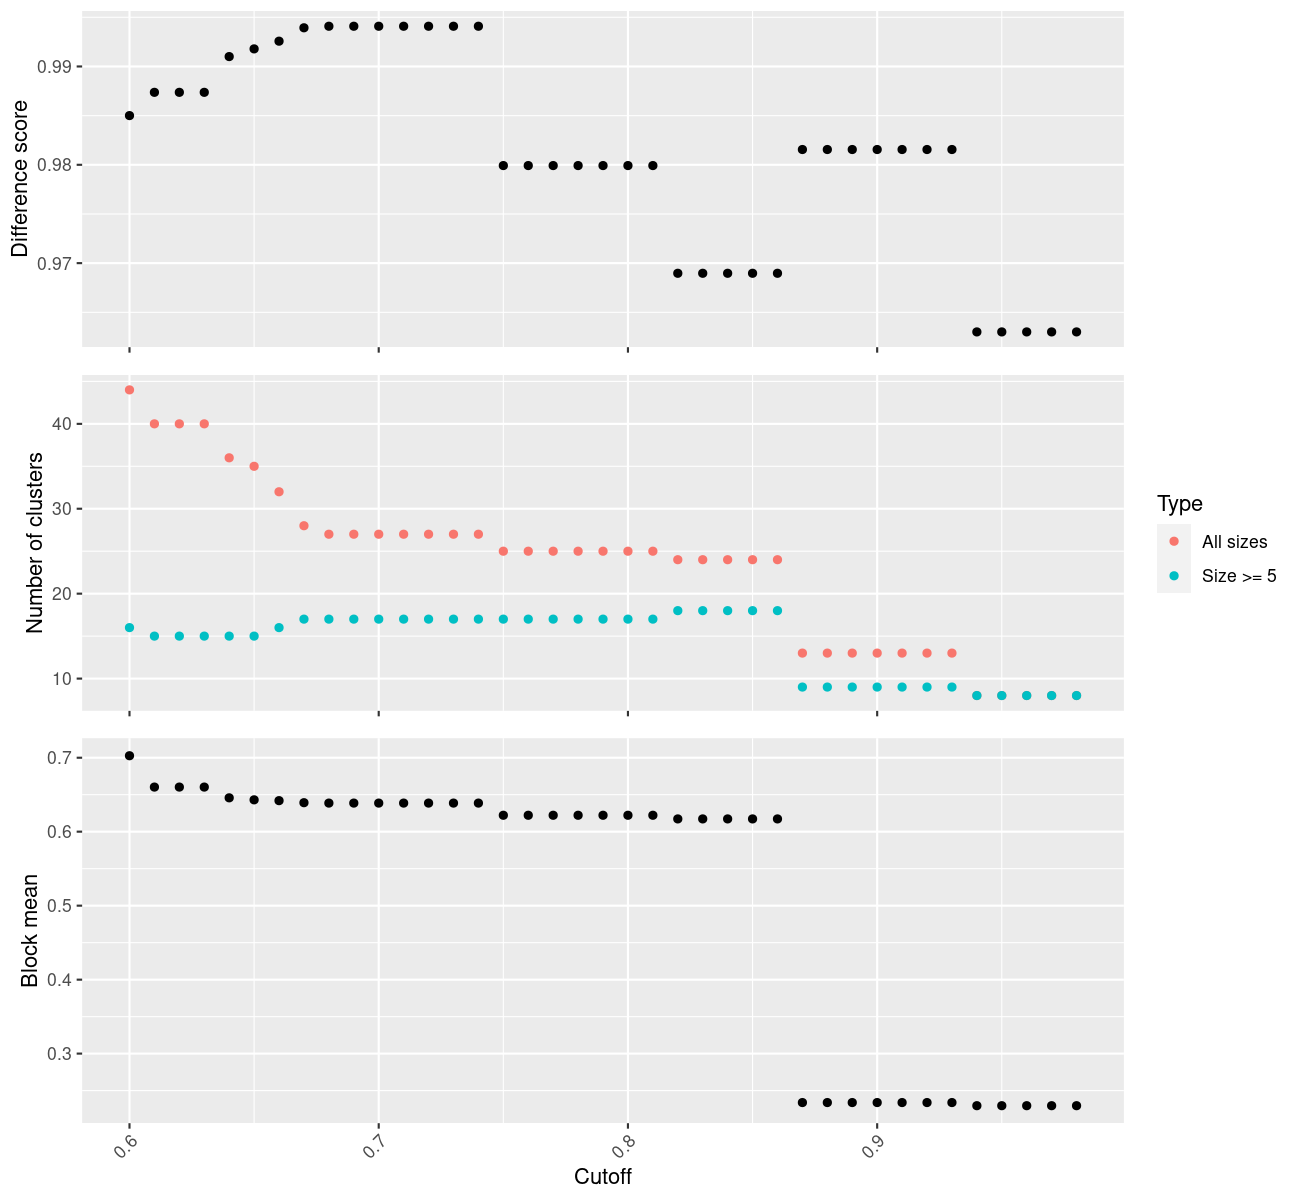 0.99
0.98
0.97
Difference score
40
30
20
10
Number of clusters
Type
All sizes
Size >= 5
0.7
0.6
0.5
0.4
0.3
Block mean
0.6 0.7 0.8 0.9
Cutoff